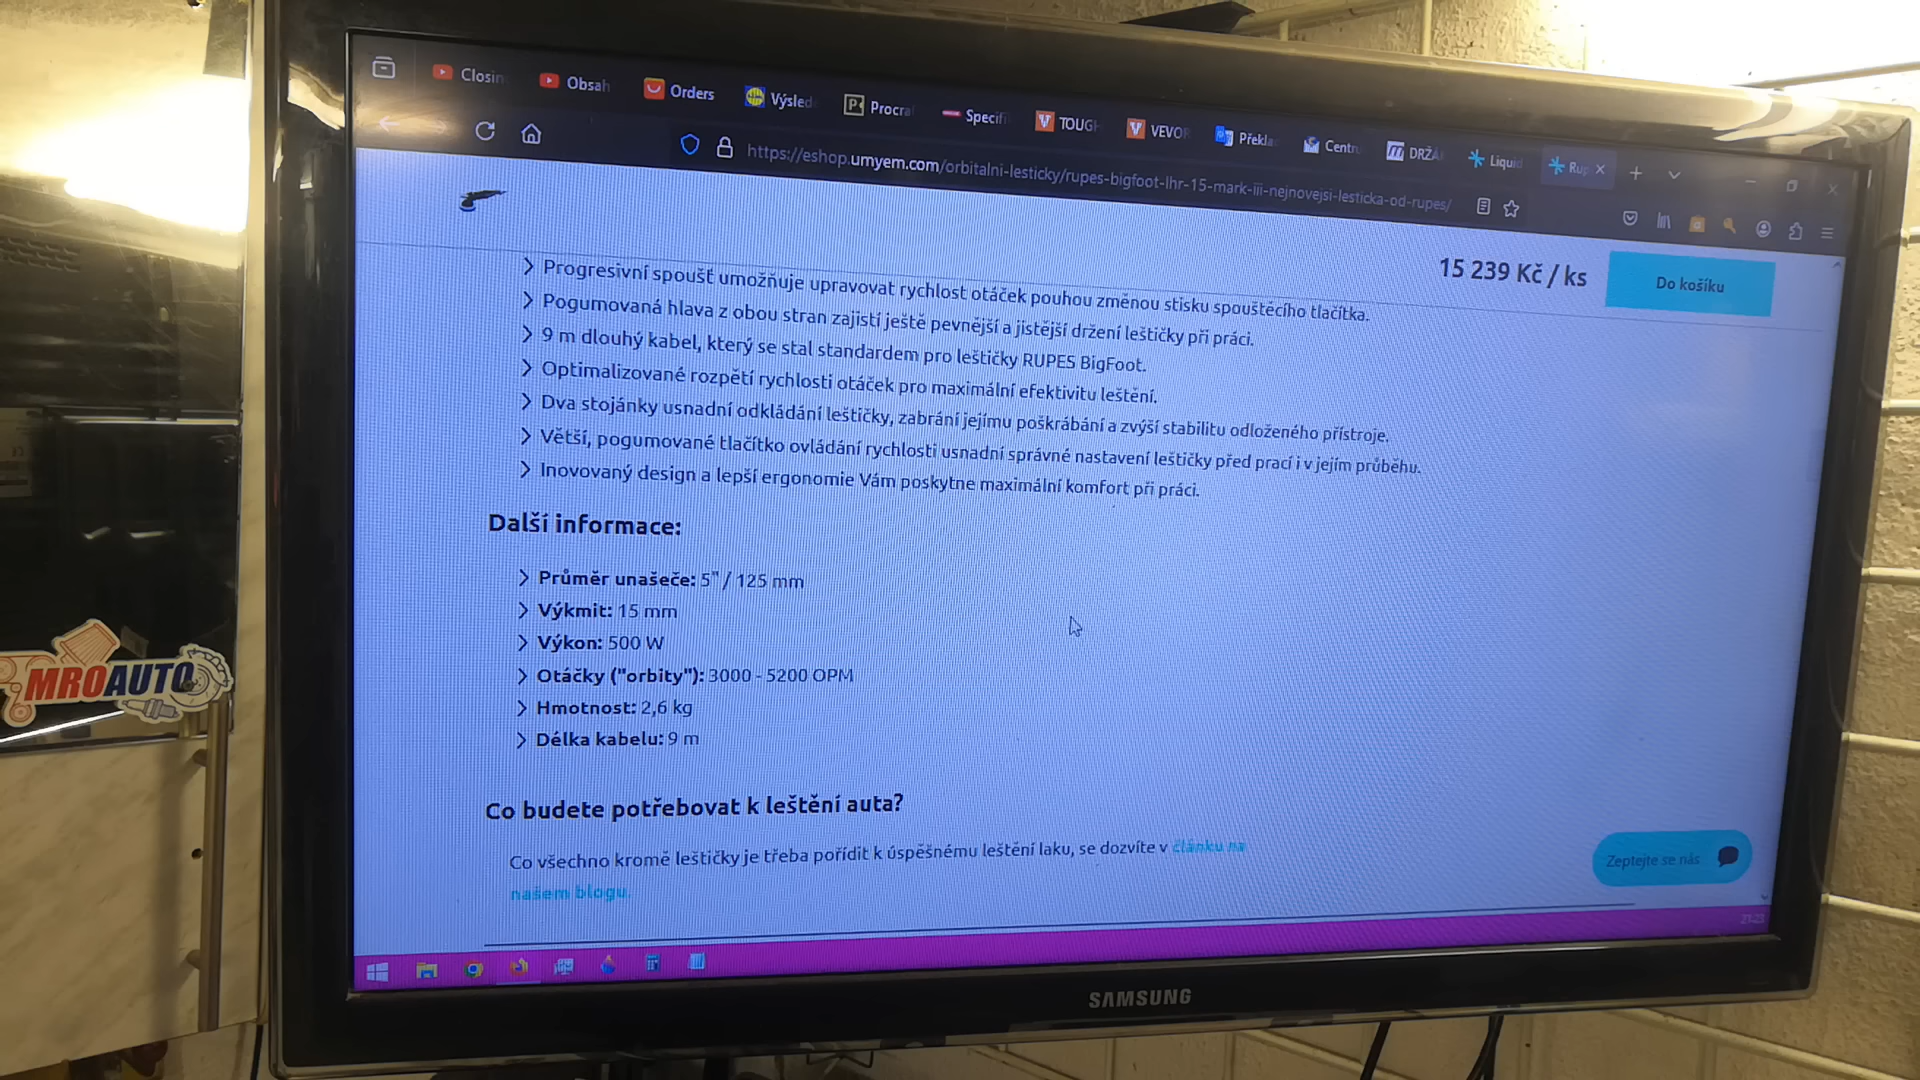 Closin
Obsah
Orders
Výsled
Procra
Specifi
TOUGH
VEVOR
Překla
Centr
DRŽÁ
Liquid
Rup
https://eshop.umyem.com/orbitalni-lesticky/rupes-bigfoot-lhr-15-mark-iii-nejnovejsi-lesticka-od-rupes/
15 239 Kč / ks
Do košíku
Progresivní spoušť umožňuje upravovat rychlost otáček pouhou změnou stisku spouštěcího tlačítka.
Pogumovaná hlava z obou stran zajistí ještě pevnější a jistější držení leštičky při práci.
9 m dlouhý kabel, který se stal standardem pro leštičky RUPES BigFoot.
Optimalizované rozpětí rychlosti otáček pro maximální efektivitu leštění.
Dva stojánky usnadní odkládání leštičky, zabrání jejímu poškrábání a zvýší stabilitu odloženého přístroje.
Větší, pogumované tlačítko ovládání rychlosti usnadní správné nastavení leštičky před prací i v jejím průběhu.
Inovovaný design a lepší ergonomie Vám poskytne maximální komfort při práci.
Další informace:
Průměr unašeče: 5" / 125 mm
Výkmit: 15 mm
Výkon: 500 W
Otáčky ("orbity"): 3000 - 5200 OPM
Hmotnost: 2,6 kg
Délka kabelu: 9 m
Co budete potřebovat k leštění auta?
Co všechno kromě leštičky je třeba pořídit k úspěšnému leštění laku, se dozvíte v článku na
našem blogu.
Zeptejte se nás
21:23
SAMSUNG
MROAUTO